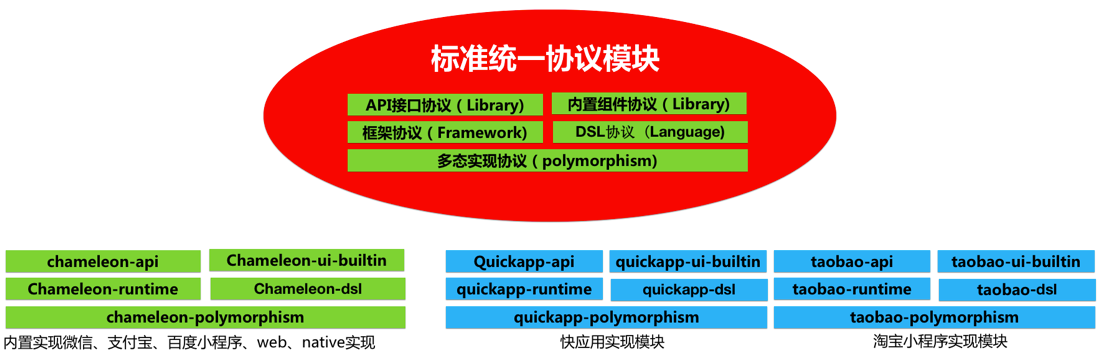 标准统一协议模块
API接口协议（Library) 内置组件协议（Library)
框架协议（Framework) DSL协议（Language)
多态实现协议（polymorphism)
chameleon-api Chameleon-ui-builtin Quickapp-api quickapp-ui-builtin taobao-api taobao-ui-builtin
Chameleon-runtime Chameleon-dsl quickapp-runtime quickapp-dsl taobao-runtime taobao-dsl
chameleon-polymorphism quickapp-polymorphism taobao-polymorphism
内置实现微信、支付宝、百度小程序、web、native实现 快应用实现模块 淘宝小程序实现模块